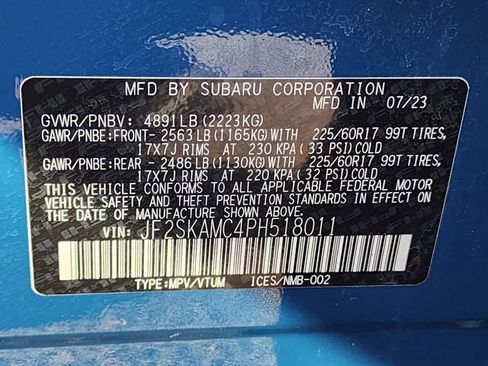 MFD BY SUBARU CORPORATION
MFD IN 07/23
GVWR/PNBV: 4891LB(2223KG)
GAWR/PNBE:FRONT- 2563LB(1165KG)WITH 225/60R17 99T TIRES,
17X7J RIMS AT 230 KPA(33 PSI)COLD
GAWR/PNBE:REAR - 2486LB(1130KG)WITH 225/60R17 99T TIRES,
17X7J RIMS AT 220 KPA(32 PSI)COLD
THIS VEHICLE CONFORMS TO ALL APPLICABLE FEDERAL MOTOR
VEHICLE SAFETY AND THEFT PREVENTION STANDARDS IN EFFECT ON
THE DATE OF MANUFACTURE SHOWN ABOVE.
VIN: JF2SKAMC4PH518011
TYPE:MPV/VTUM ICES/NMB-002